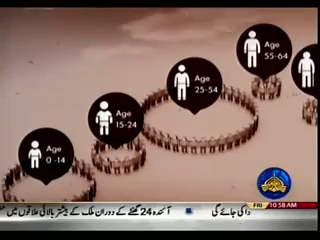 Age
0 -14
Age
15-24
Age
25-54
Age
55-64
FRI 10:58 AM
آئندہ 24 گھنٹے کے دوران ملک کے بیشتر بالائی علاقوں میں
کی جائے گی